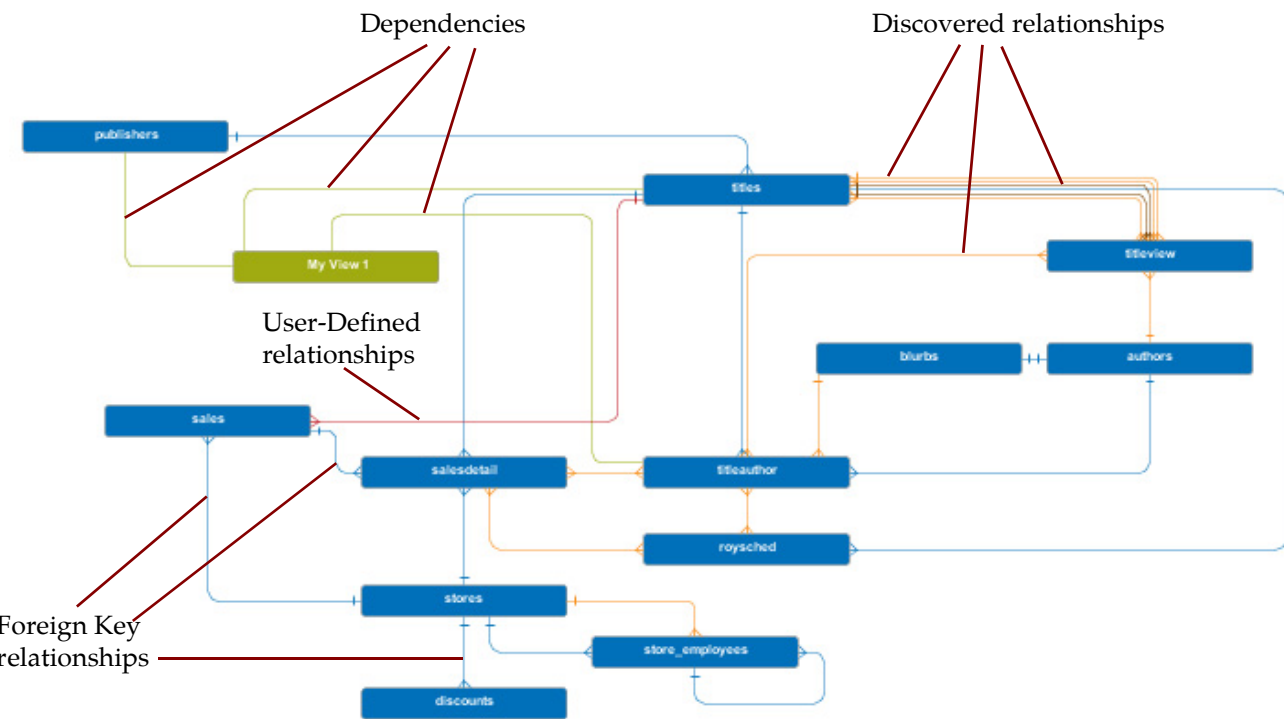 Dependencies
Discovered relationships
publishers
titles
My View 1
titleview
User-Defined
relationships
blurbs
authors
sales
salesdetail
titleauthor
roysched
stores
Foreign Key
relationships
store_employees
discounts